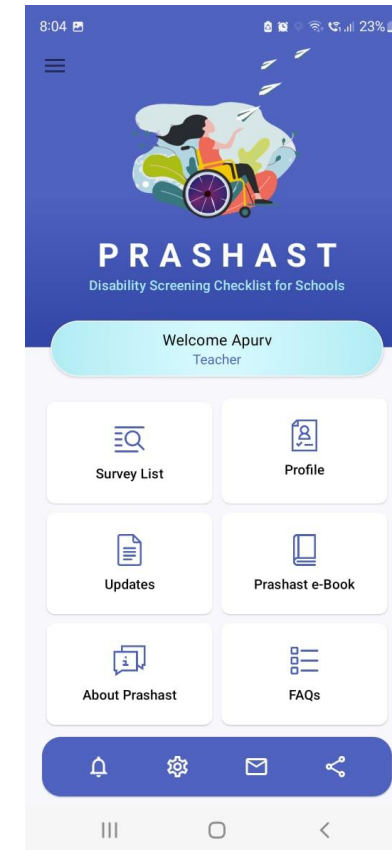 8:04
23%
PRASHAST
Disability Screening Checklist for Schools
Welcome Apurv
Teacher
Survey List
Profile
Updates
Prashast e-Book
About Prashast
FAQs